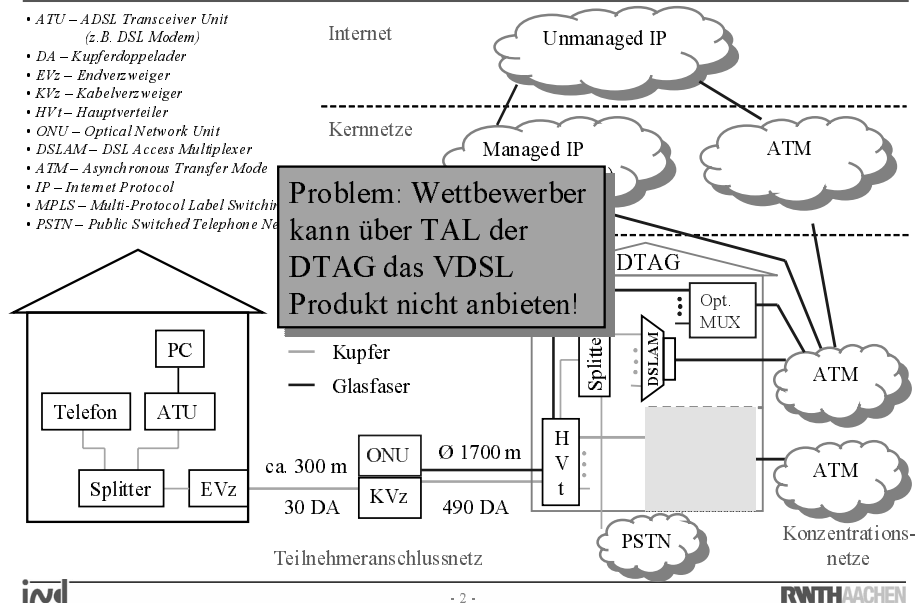 • ATU – ADSL Transceiver Unit
(z.B. DSL Modem)
• DA – Kupferdoppelader
• EVz – Endverzweiger
• KVz – Kabelverzweiger
• HVt – Hauptverteiler
• ONU – Optical Network Unit
• DSLAM – DSL Access Multiplexer
• ATM – Asynchronous Transfer Mode
• IP – Internet Protocol
• MPLS – Multi-Protocol Label
• PSTN – Public Switched Telephone
Internet
Unmanaged IP
Kernnetze
Managed IP
ATM
Problem: Wettbewerber
kann über TAL der
DTAG das VDSL
Produkt nicht anbieten!
DTAG
Opt.
MUX
Kupfer
Glasfaser
DSLAM
ATM
PC
Telefon
ATU
Splitter
EVz
ca. 300 m
30 DA
ONU
KVz
Ø 1700 m
490 DA
H
V
t
ATM
PSTN
Konzentrations-
netze
Teilnehmeranschlussnetz
- 2 -
RWTHAACHEN